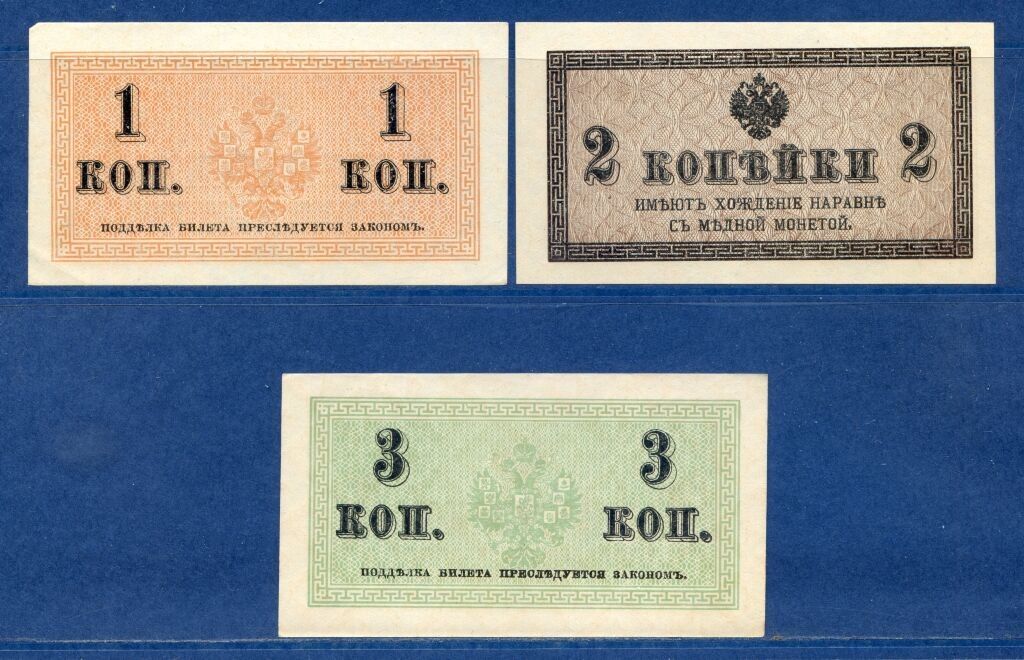 1 1
КОП. КОП.
ПОДДѢЛКА БИЛЕТА ПРЕСЛѢДУЕТСЯ ЗАКОНОМЪ.
2 КОПѢЙКИ 2
ИМѢЮТЪ ХОЖДЕНІЕ НАРАВНѢ
СЪ МѢДНОЙ МОНЕТОЙ.
3 3
КОП. КОП.
ПОДДѢЛКА БИЛЕТА ПРЕСЛѢДУЕТСЯ ЗАКОНОМЪ.